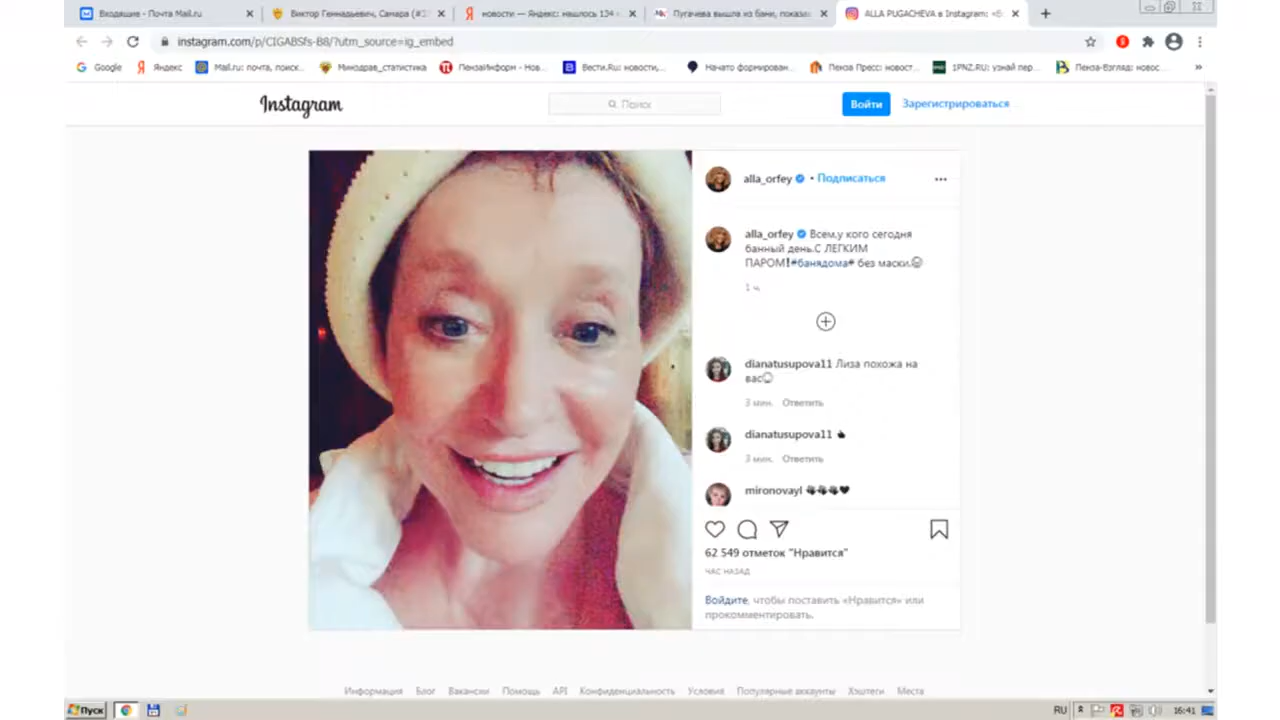 Входящие - Почта Mail.ru
Виктор Геннадьевич, Самара (#1
новости — Яндекс: нашлось 134
Пугачева вышла из бани, показа
ALLA PUGACHEVA в Instagram: «Б
instagram.com/p/CIGABSfs-B8/?utm_source=ig_embed
Google
Яндекс
Mail.ru: почта, поиск...
Минздрав_статистика
ПензаИнформ - Нов...
Вести.Ru: новости,...
Начато формирован...
Пенза Пресс: новост...
1PNZ.RU: узнай пер...
Пенза-Взгляд: новос...
»
Instagram
Поиск
Войти
Зарегистрироваться
alla_orfey • Подписаться
alla_orfey Всем,у кого сегодня
банный день.С ЛЕГКИМ
ПАРОМ!#банядома# без маски.
1 ч.
dianatusupova11 Лиза похожа на
вас
3 мин. Ответить
dianatusupova11
3 мин. Ответить
mironovayl
62 549 отметок "Нравится"
ЧАС НАЗАД
Войдите, чтобы поставить «Нравится» или
прокомментировать.
Информация Блог Вакансии Помощь API Конфиденциальность Условия Популярные аккаунты Хэштеги Места
Пуск
RU
16:41